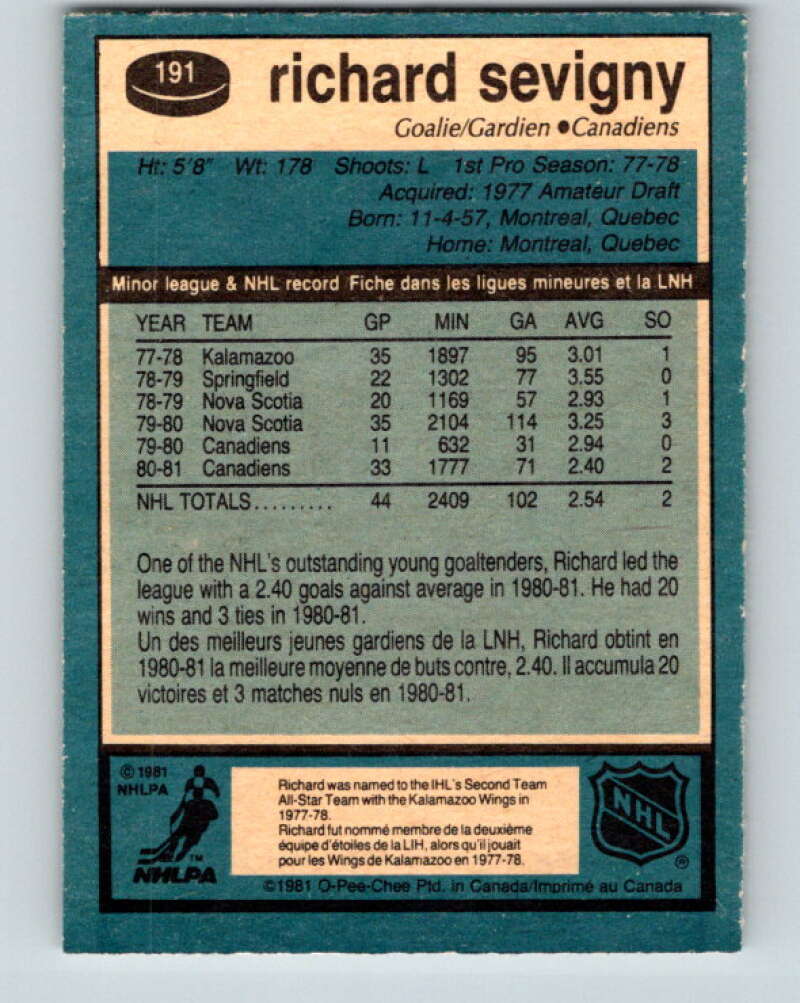 191
richard sevigny
Goalie/Gardien ●Canadiens
Ht: 5'8" Wt: 178 Shoots: L 1st Pro Season: 77-78
Acquired: 1977 Amateur Draft
Born: 11-4-57, Montreal, Quebec
Home: Montreal, Quebec
Minor league & NHL record Fiche dans les ligues mineures et la LNH
YEAR TEAM GP MIN GA AVG SO
77-78 Kalamazoo 35 1897 95 3.01 1
78-79 Springfield 22 1302 77 3.55 0
78-79 Nova Scotia 20 1169 57 2.93 1
79-80 Nova Scotia 35 2104 114 3.25 3
79-80 Canadiens 11 632 31 2.94 0
80-81 Canadiens 33 1777 71 2.40 2
NHL TOTALS......... 44 2409 102 2.54 2
One of the NHL's outstanding young goaltenders, Richard led the
league with a 2.40 goals against average in 1980-81. He had 20
wins and 3 ties in 1980-81.
Un des meilleurs jeunes gardiens de la LNH, Richard obtint en
1980-81 la meilleure moyenne de buts contre, 2.40. Il accumula 20
victoires et 3 matches nuls en 1980-81.
© 1981
NHLPA
TM
NHLPA
Richard was named to the IHL's Second Team
All-Star Team with the Kalamazoo Wings in
1977-78.
Richard fut nommé membre de la deuxième
équipe d'étoiles de la LIH, alors qu'il jouait
pour les Wings de Kalamazoo en 1977-78.
NHL
®
©1981 O-Pee-Chee Ptd. in Canada/Imprimé au Canada